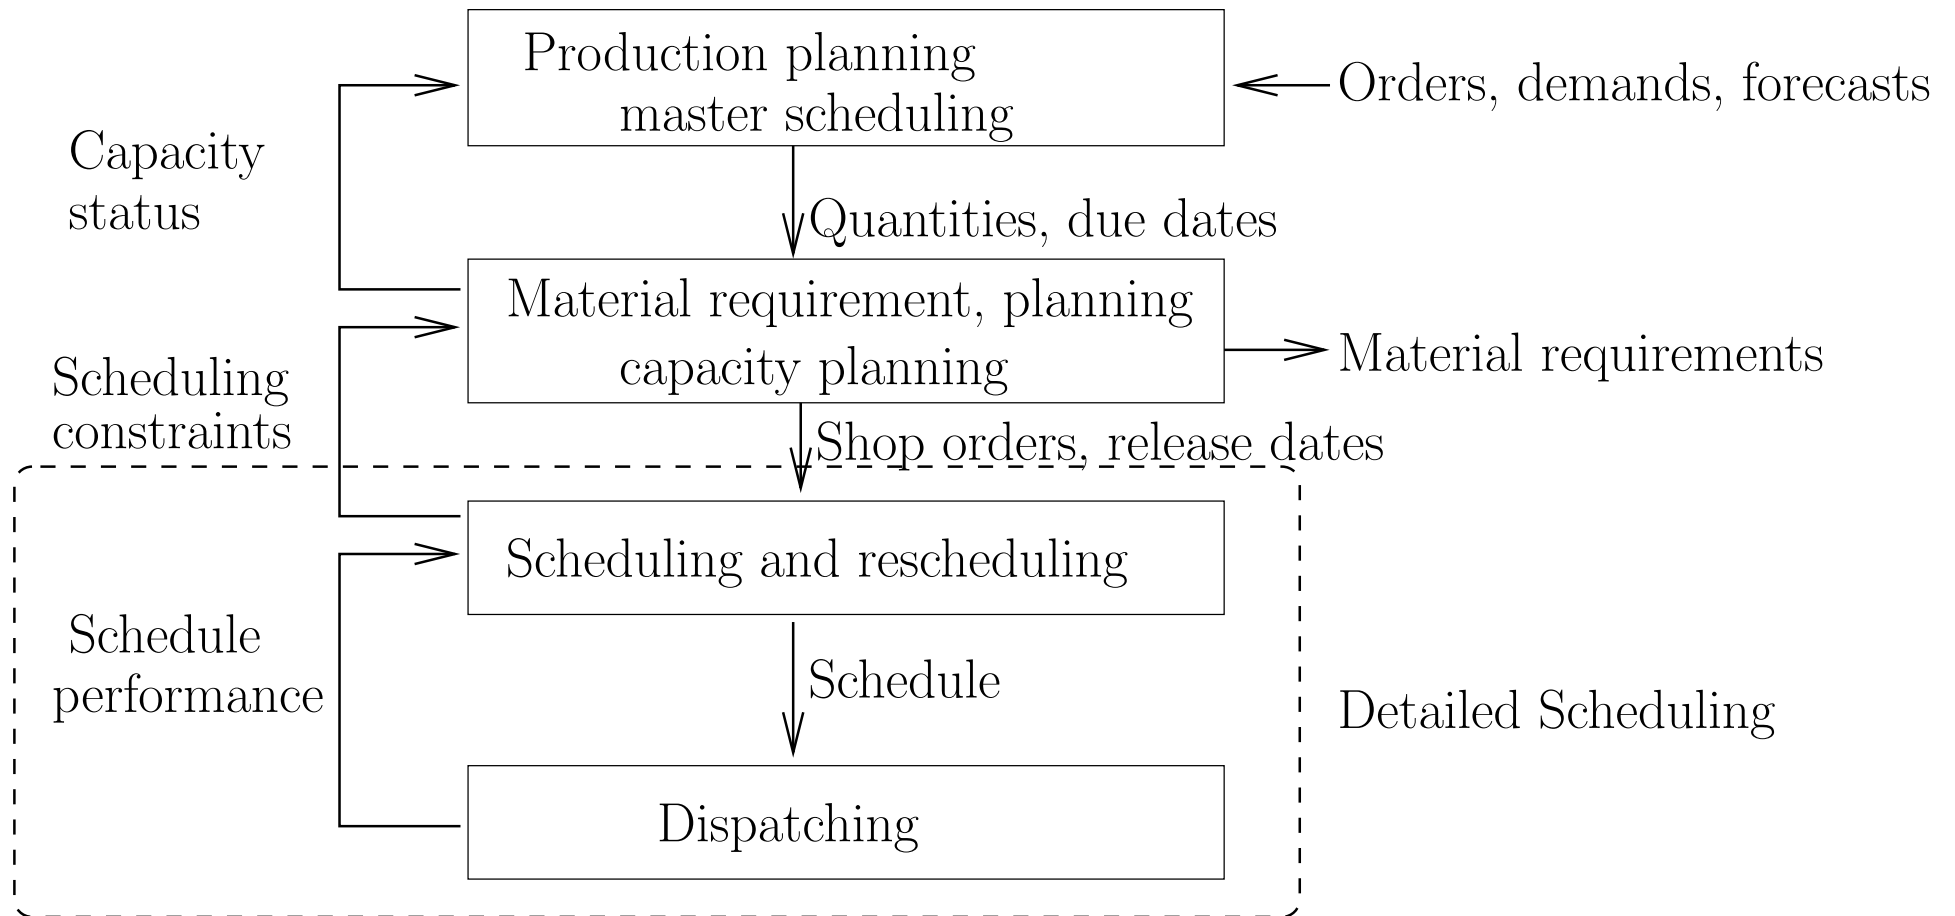 Production planning
master scheduling
Orders, demands, forecasts
Capacity
status
Quantities, due dates
Material requirement, planning
capacity planning
Material requirements
Scheduling
constraints
Shop orders, release dates
Scheduling and rescheduling
Schedule
performance
Schedule
Detailed Scheduling
Dispatching